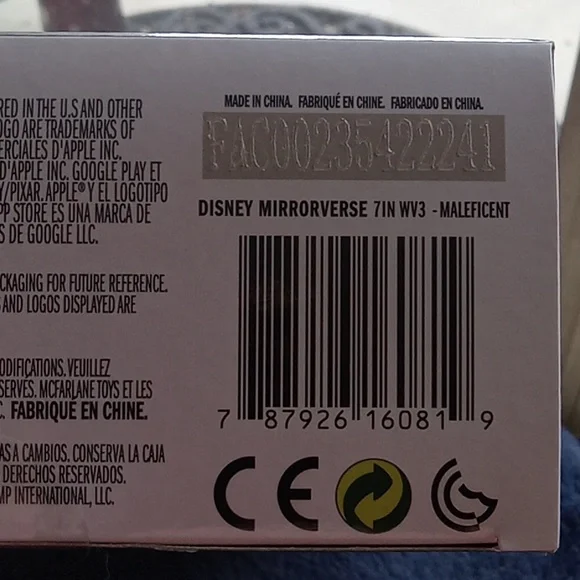 RED IN THE U.S AND OTHER
OGO ARE TRADEMARKS OF
ERCIALES D'APPLE INC.
D'APPLE INC. GOOGLE PLAY ET
Y/PIXAR. APPLE® Y EL LOGOTIPO
PP STORE ES UNA MARCA DE
S DE GOOGLE LLC.
CKAGING FOR FUTURE REFERENCE.
AND LOGOS DISPLAYED ARE
ODIFICATIONS. VEUILLEZ
SERVES. MCFARLANE TOYS ET LES
C. FABRIQUÉ EN CHINE.
AS A CAMBIOS. CONSERVA LA CAJA
DERECHOS RESERVADOS.
MP INTERNATIONAL, LLC.
MADE IN CHINA. FABRIQUÉ EN CHINE. FABRICADO EN CHINA.
FAC00235422241
DISNEY MIRRORVERSE 7IN WV3 - MALEFICENT
7 87926 16081 9
CE